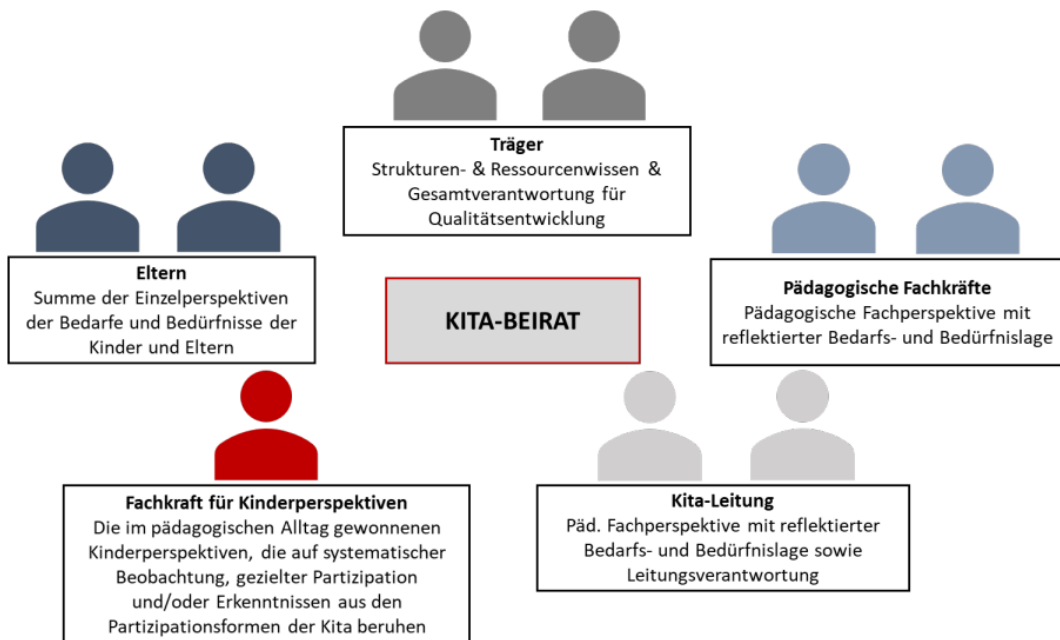 Träger
Strukturen- & Ressourcenwissen &
Gesamtverantwortung für
Qualitätsentwicklung
Eltern
Summe der Einzelperspektiven
der Bedarfe und Bedürfnisse der
Kinder und Eltern
KITA-BEIRAT
Pädagogische Fachkräfte
Pädagogische Fachperspektive mit
reflektierter Bedarfs- und Bedürfnislage
Fachkraft für Kinderperspektiven
Die im pädagogischen Alltag gewonnenen
Kinderperspektiven, die auf systematischer
Beobachtung, gezielter Partizipation
und/oder Erkenntnissen aus den
Partizipationsformen der Kita beruhen
Kita-Leitung
Päd. Fachperspektive mit reflektierter
Bedarfs- und Bedürfnislage sowie
Leitungsverantwortung